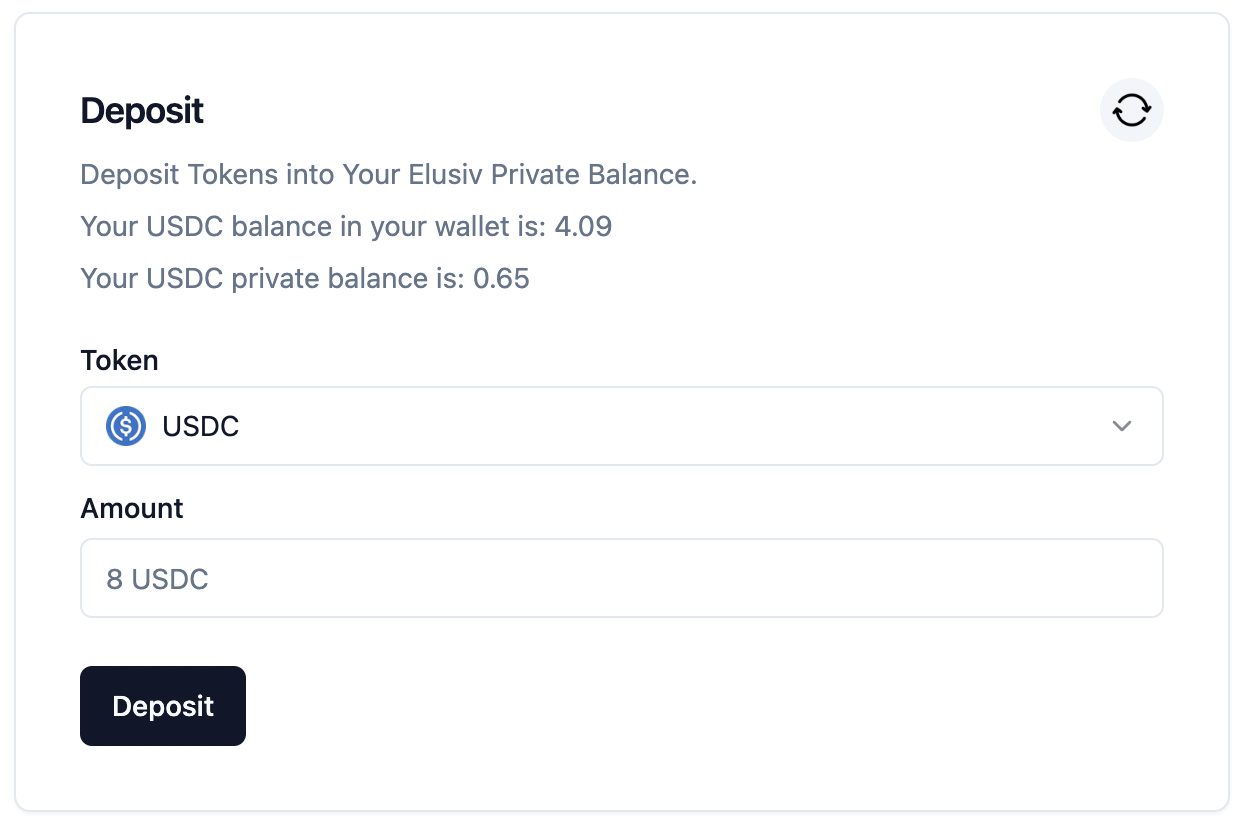 Deposit
Deposit Tokens into Your Elusiv Private Balance.
Your USDC balance in your wallet is: 4.09
Your USDC private balance is: 0.65
Token
USDC
Amount
8 USDC
Deposit